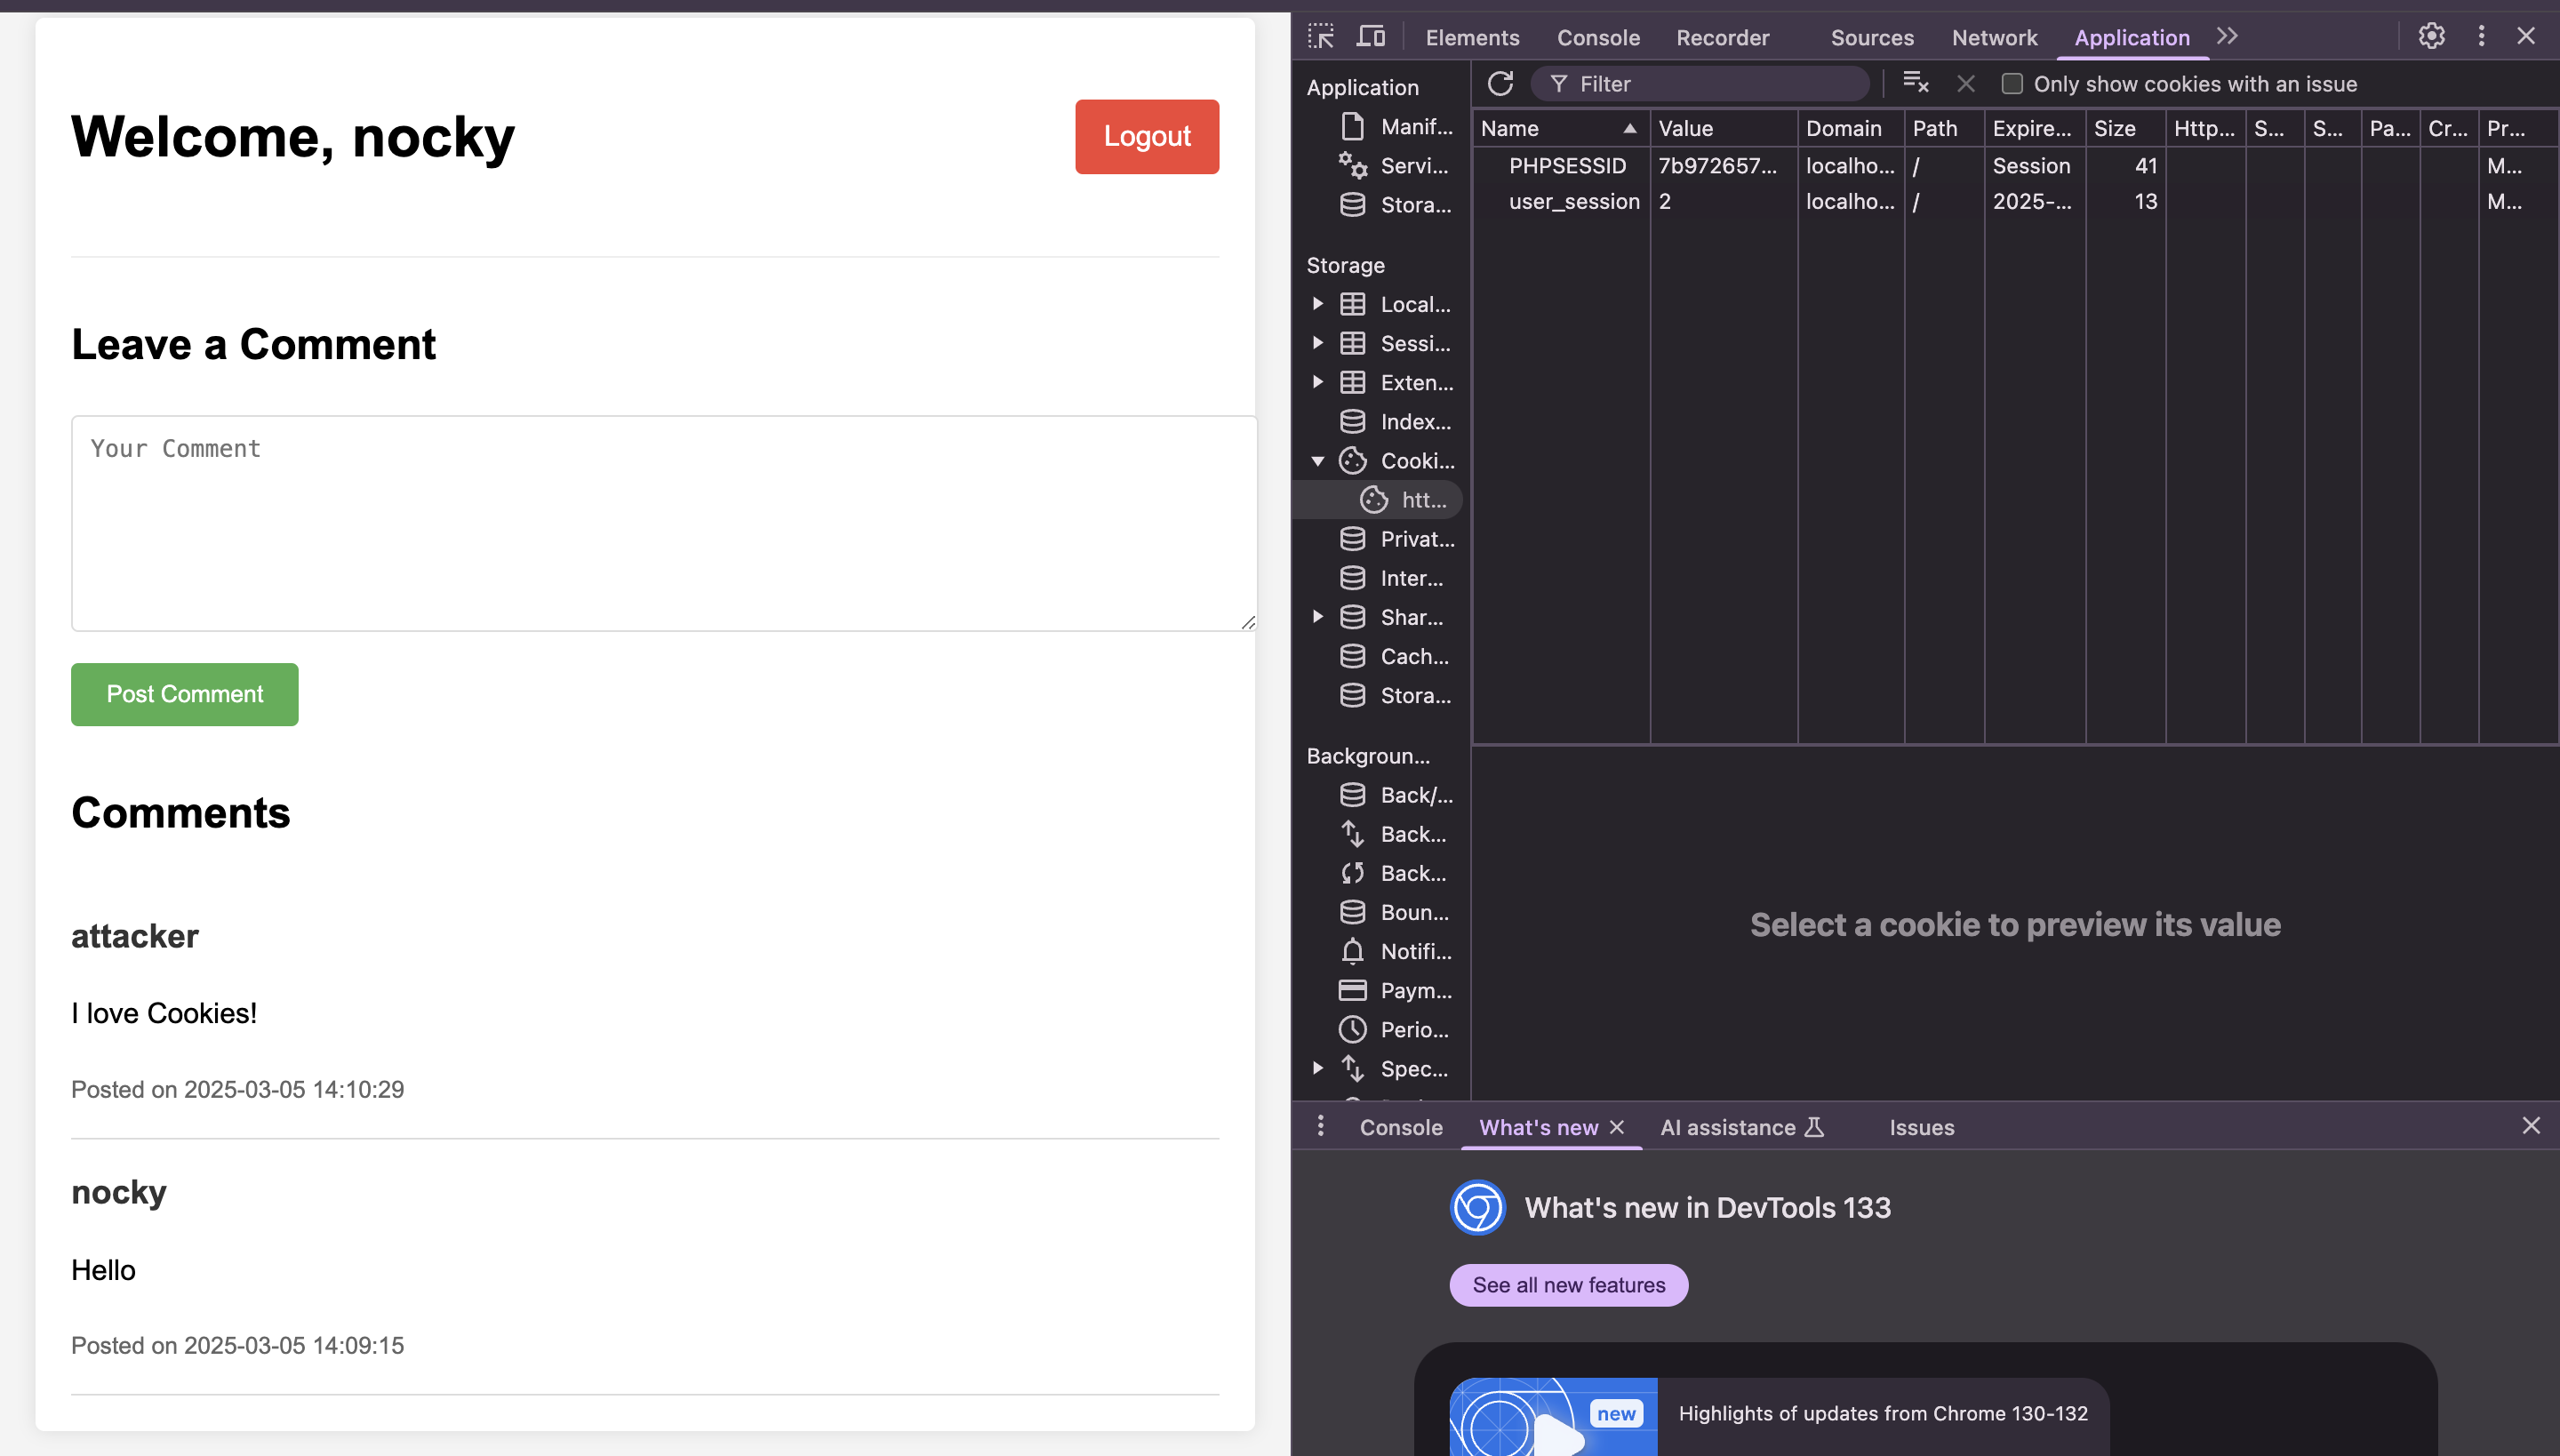 Welcome, nocky
Logout
Leave a Comment
Your Comment
Post Comment
Comments
attacker
I love Cookies!
Posted on 2025-03-05 14:10:29
nocky
Hello
Posted on 2025-03-05 14:09:15
Elements Console Recorder Sources Network Application
Application
Manif...
Servi...
Stora...
Storage
Local...
Sessi...
Exten...
Index...
Cooki...
htt...
Privat...
Inter...
Shar...
Cach...
Stora...
Backgroun...
Back/...
Back...
Back...
Boun...
Notifi...
Paym...
Perio...
Spec...
Filter Only show cookies with an issue
Name Value Domain Path Expire... Size Http... S... S... Pa... Cr... Pr...
PHPSESSID 7b972657... localho... / Session 41 M...
user_session 2 localho... / 2025-... 13 M...
Select a cookie to preview its value
Console What's new AI assistance Issues
What's new in DevTools 133
See all new features
new
Highlights of updates from Chrome 130-132